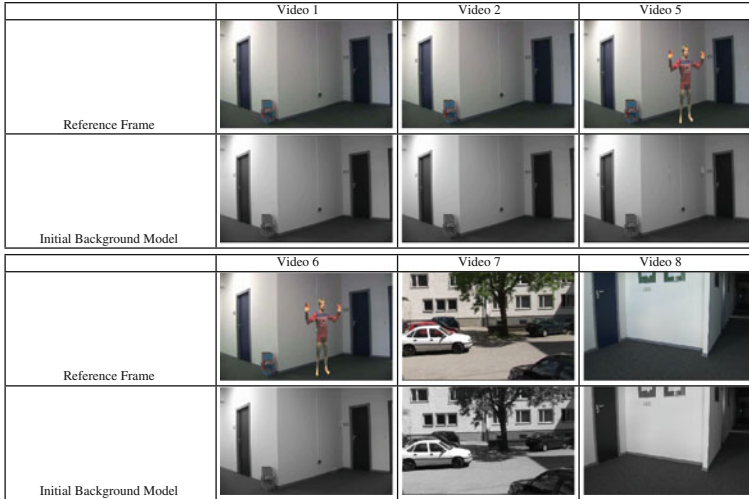 Video 1 Video 2 Video 5
Reference Frame
Initial Background Model
Video 6 Video 7 Video 8
Reference Frame
Initial Background Model